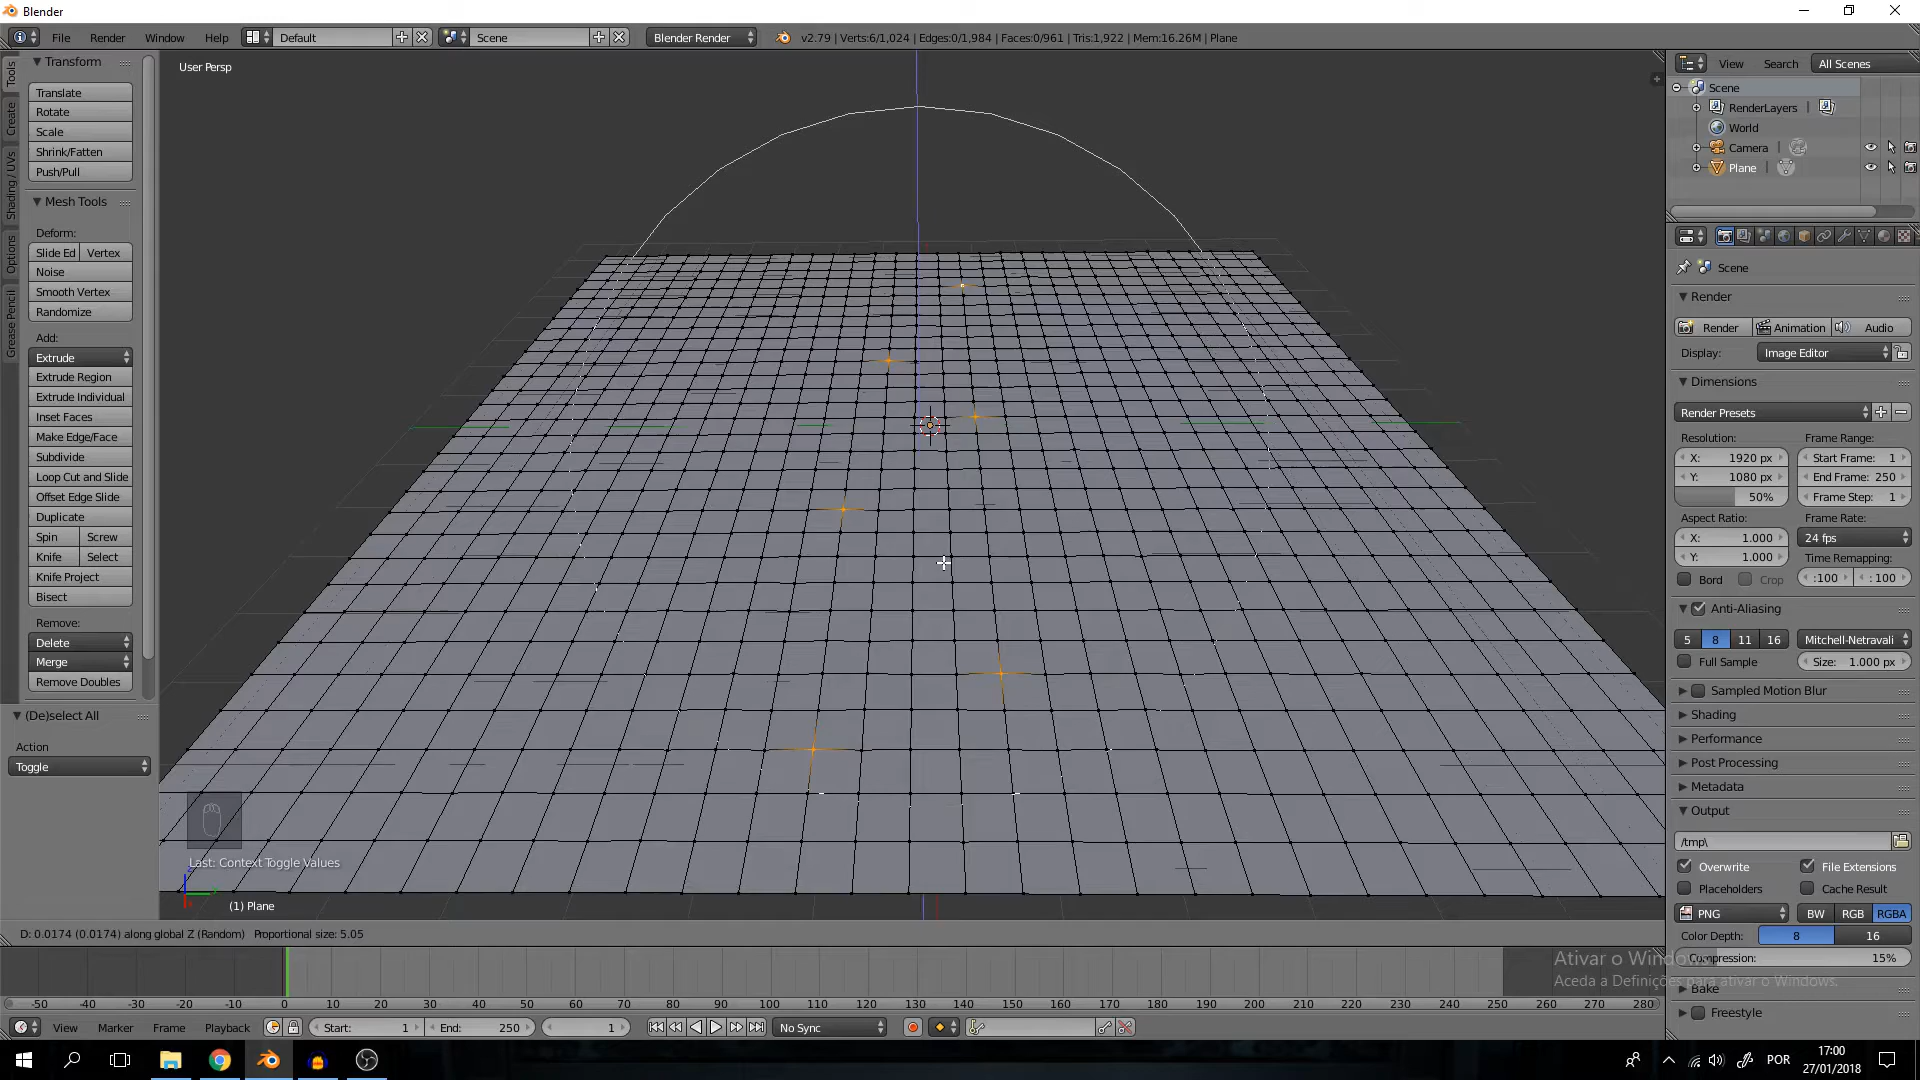 Blender
File Render Window Help Default Scene Blender Render v2.79 | Verts:6/1,024 | Edges:0/1,984 | Faces:0/961 | Tris:1,922 | Mem:16.26M | Plane
Tools
Create
Shading / UVs
Options
Grease Pencil
Transform
Translate
Rotate
Scale
Shrink/Fatten
Push/Pull
Mesh Tools
Deform:
Slide Ed Vertex
Noise
Smooth Vertex
Randomize
Add:
Extrude
Extrude Region
Extrude Individual
Inset Faces
Make Edge/Face
Subdivide
Loop Cut and Slide
Offset Edge Slide
Duplicate
Spin Screw
Knife Select
Knife Project
Bisect
Remove:
Delete
Merge
Remove Doubles
(De)select All
Action
Toggle
User Persp
Last: Context Toggle Values
(1) Plane
D: 0.0174 (0.0174) along global Z (Random) Proportional size: 5.05
View Search All Scenes
Scene
RenderLayers
World
Camera
Plane
Scene
Render
Render Animation Audio
Display: Image Editor
Dimensions
Render Presets
Resolution: Frame Range:
X: 1920 px Start Frame: 1
Y: 1080 px End Frame: 250
50% Frame Step: 1
Aspect Ratio: Frame Rate:
X: 1.000 24 fps
Y: 1.000 Time Remapping:
Bord Crop :100 : 100
Anti-Aliasing
5 8 11 16 Mitchell-Netravali
Full Sample Size: 1.000 px
Sampled Motion Blur
Shading
Performance
Post Processing
Metadata
Output
/tmp\
Overwrite File Extensions
Placeholders Cache Result
PNG BW RGB RGBA
Color Depth: 8 16
Compression: 15%
Bake
Freestyle
Ativar o Windows
Aceda a Definições para ativar o Windows.
-50 -40 -30 -20 -10 0 10 20 30 40 50 60 70 80 90 100 110 120 130 140 150 160 170 180 190 200 210 220 230 240 250 260 270 280
View Marker Frame Playback Start: 1 End: 250 1 No Sync
POR 17:00
27/01/2018